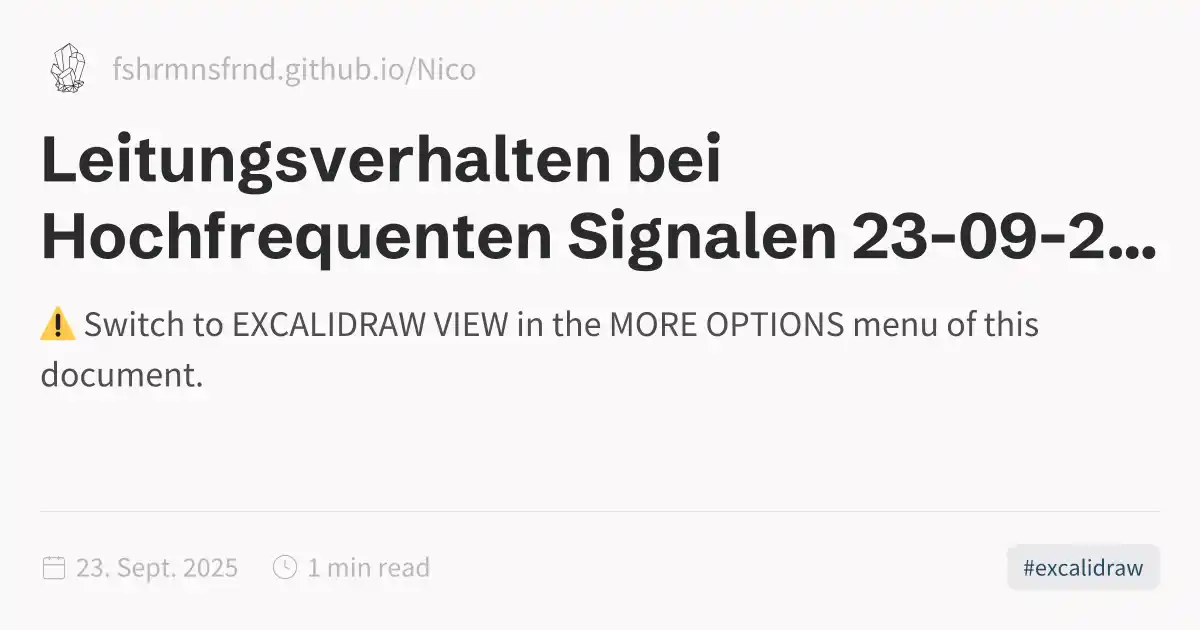 fshrmnsfrnd.github.io/Nico
Leitungsverhalten bei
Hochfrequenten Signalen 23-09-2...
⚠️ Switch to EXCALIDRAW VIEW in the MORE OPTIONS menu of this
document.
23. Sept. 2025 1 min read #excalidraw